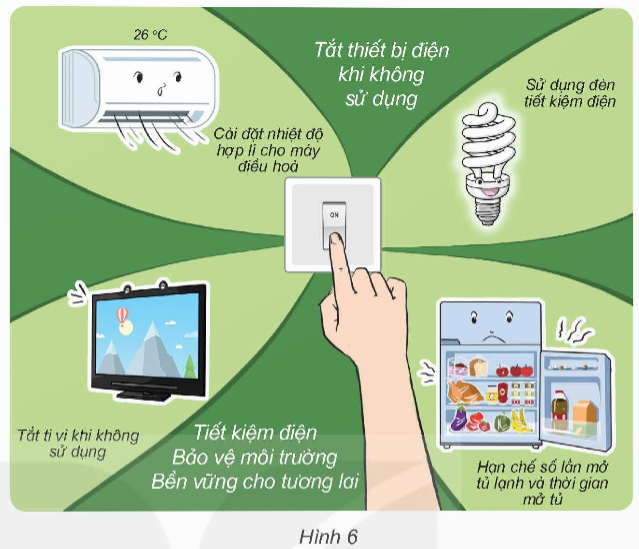 26 °C
Cài đặt nhiệt độ
hợp lí cho máy
điều hoà
Tắt thiết bị điện
khi không
sử dụng
Sử dụng đèn
tiết kiệm điện
ON
Tắt ti vi khi không
sử dụng
Tiết kiệm điện
Bảo vệ môi trường
Bền vững cho tương lai
Hạn chế số lần mở
tủ lạnh và thời gian
mở tủ
Hình 6